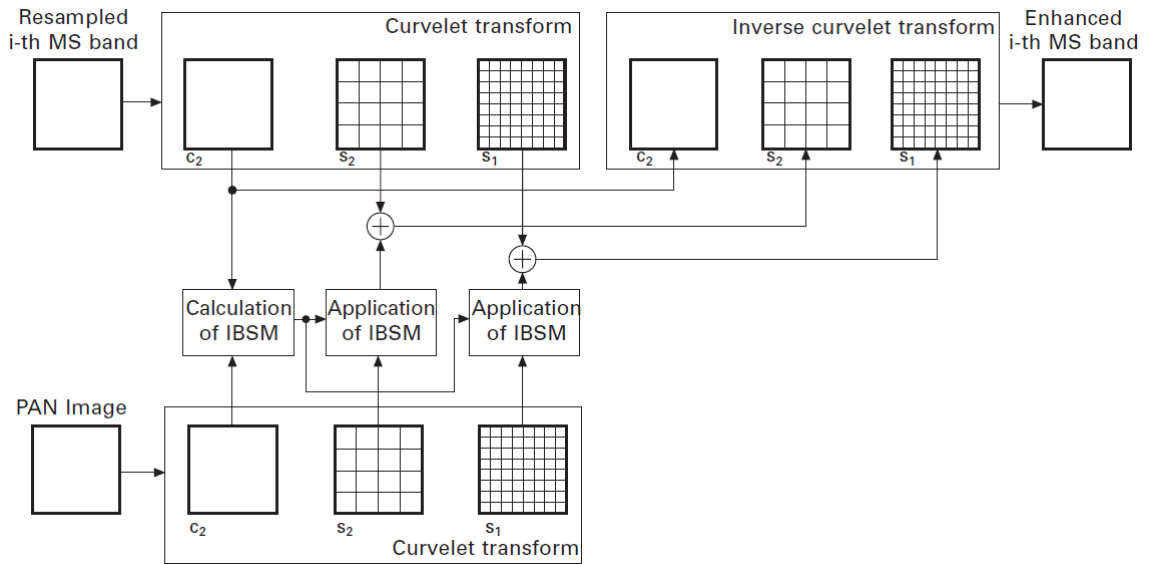 Resampled
i-th MS band
Curvelet transform
c2
s2
s1
Inverse curvelet transform
c2
s2
s1
Enhanced
i-th MS band
Calculation
of IBSM
Application
of IBSM
Application
of IBSM
PAN Image
c2
s2
s1
Curvelet transform